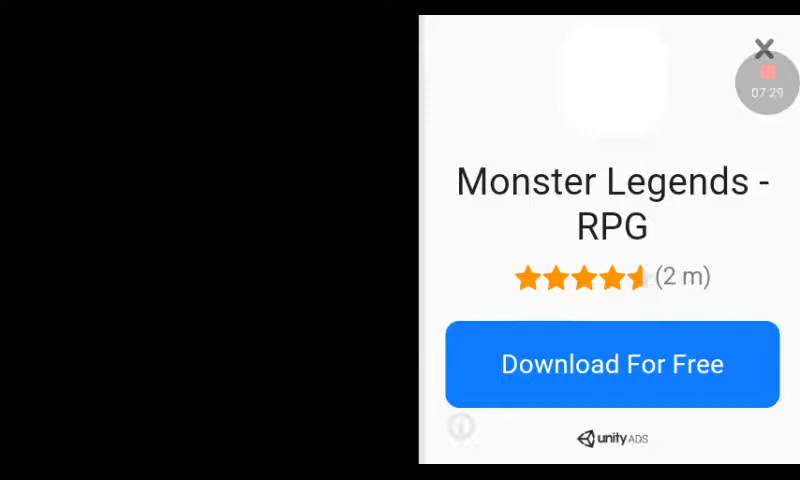 07:29
Monster Legends -
RPG
(2 m)
Download For Free
unity ADS